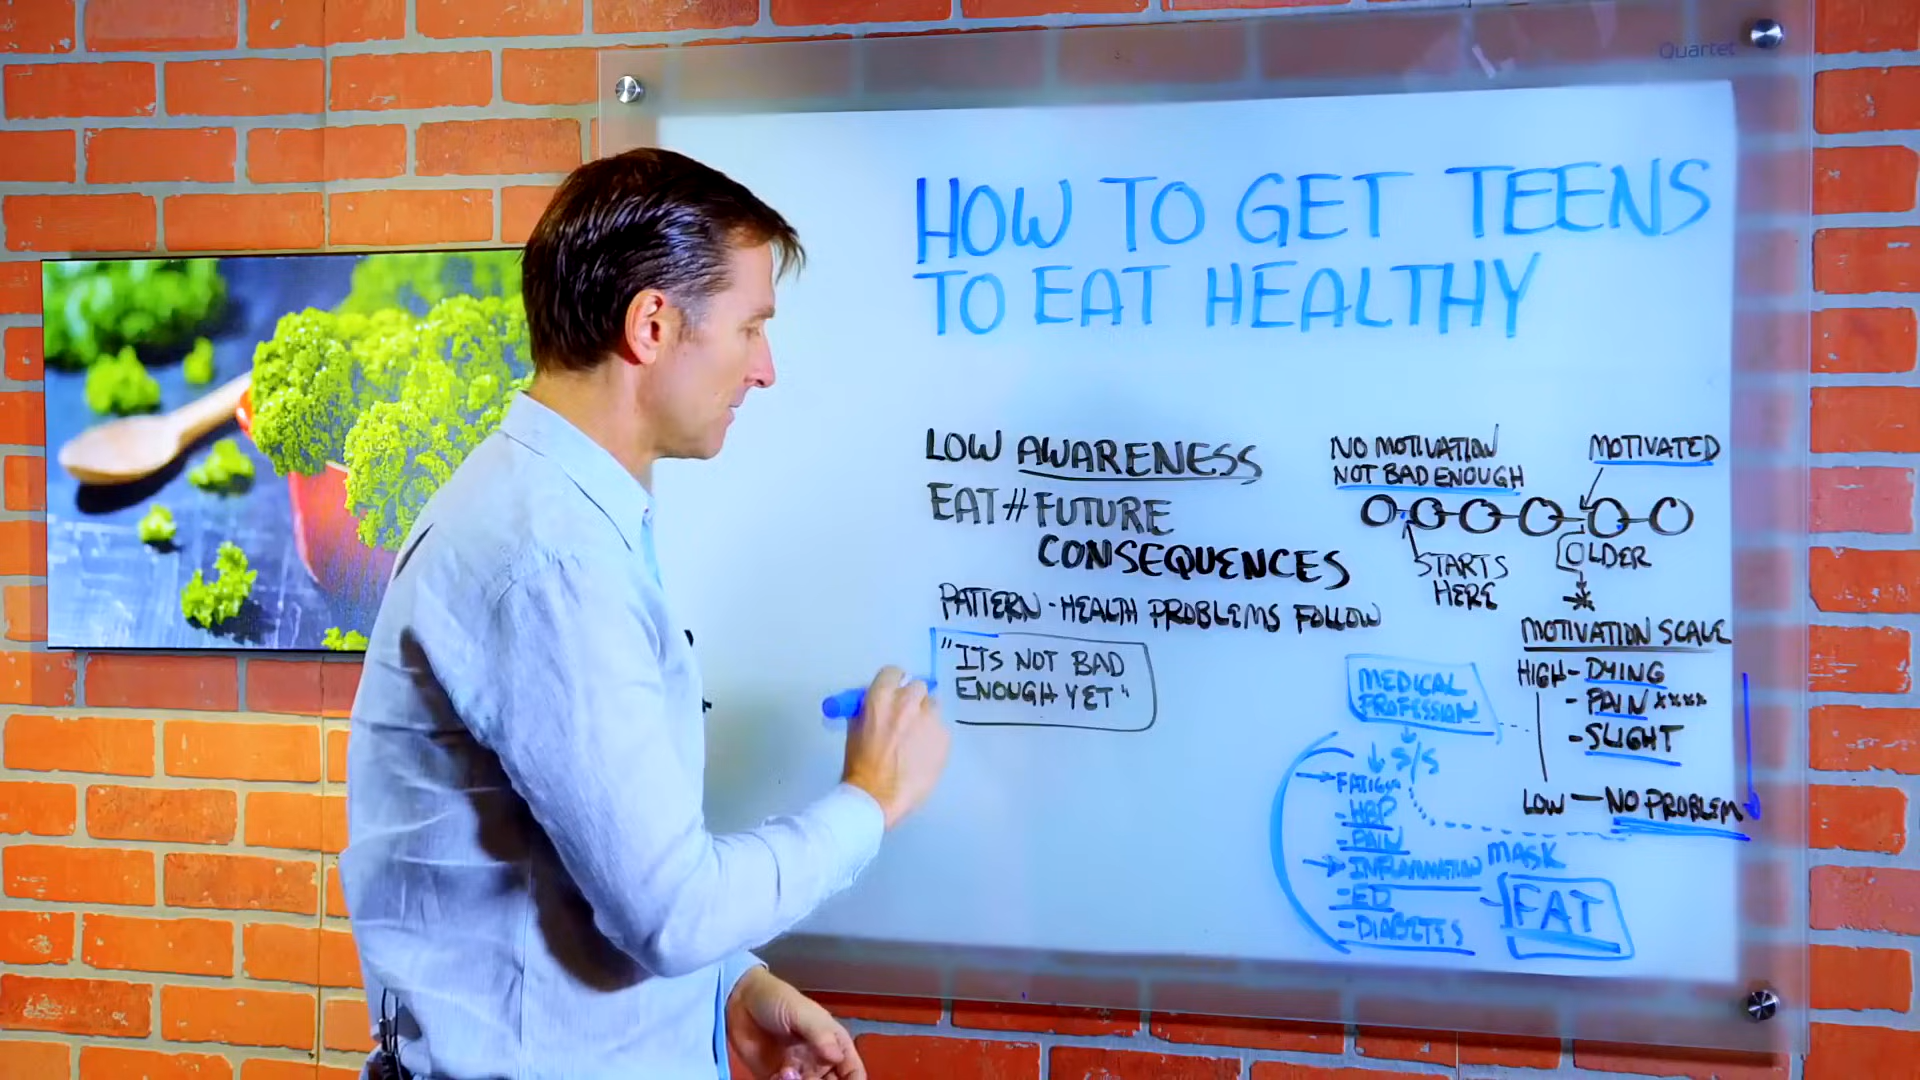 Quartet
HOW TO GET TEENS
TO EAT HEALTHY
LOW AWARENESS
EAT # FUTURE
CONSEQUENCES
PATTERN - HEALTH PROBLEMS FOLLOW
"ITS NOT BAD
ENOUGH YET"
NO MOTIVATION
NOT BAD ENOUGH
MOTIVATED
STARTS
HERE
OLDER
MOTIVATION SCALE
HIGH - DYING
- PAIN xxxx
- SLIGHT
LOW — NO PROBLEM
MEDICAL
PROFESSION
S/S
FATIGUE
- HBP
- PAIN
INFLAMMATION
- ED
- DIABETES
MASK
FAT